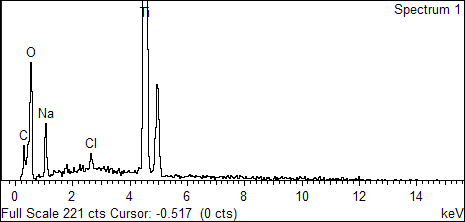 Spectrum 1
Ti
O
Na
C
Cl
0 2 4 6 8 10 12 14
Full Scale 221 cts Cursor: -0.517 (0 cts) keV